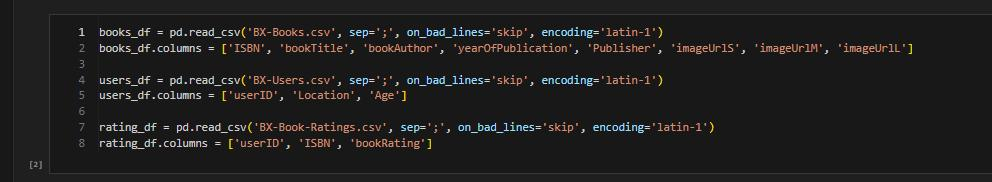 1 books_df = pd.read_csv('BX-Books.csv', sep=';', on_bad_lines='skip', encoding='latin-1')
2 books_df.columns = ['ISBN', 'bookTitle', 'bookAuthor', 'yearOfPublication', 'Publisher', 'imageUrlS', 'imageUrlM', 'imageUrlL']
3
4 users_df = pd.read_csv('BX-Users.csv', sep=';', on_bad_lines='skip', encoding='latin-1')
5 users_df.columns = ['userID', 'Location', 'Age']
6
7 rating_df = pd.read_csv('BX-Book-Ratings.csv', sep=';', on_bad_lines='skip', encoding='latin-1')
8 rating_df.columns = ['userID', 'ISBN', 'bookRating']
[2]